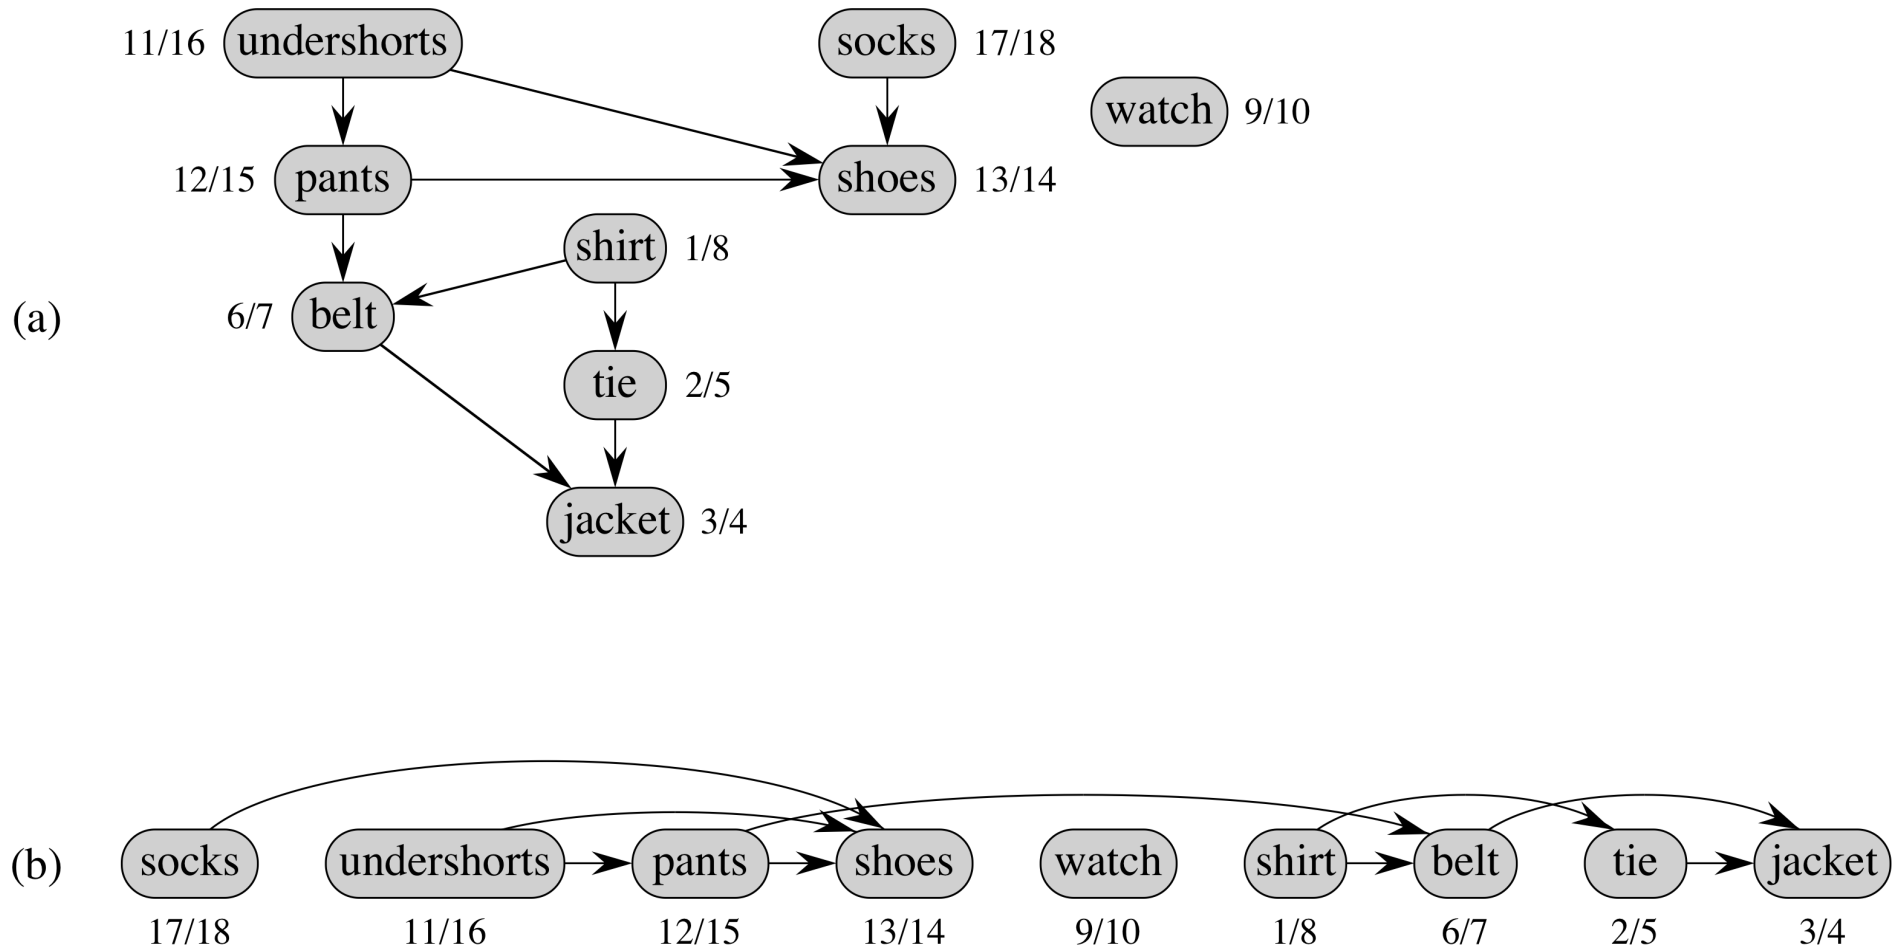 11/16 undershorts socks 17/18
watch 9/10
12/15 pants shoes 13/14
shirt 1/8
(a) 6/7 belt
tie 2/5
jacket 3/4
(b) socks undershorts pants shoes watch shirt belt tie jacket
17/18 11/16 12/15 13/14 9/10 1/8 6/7 2/5 3/4